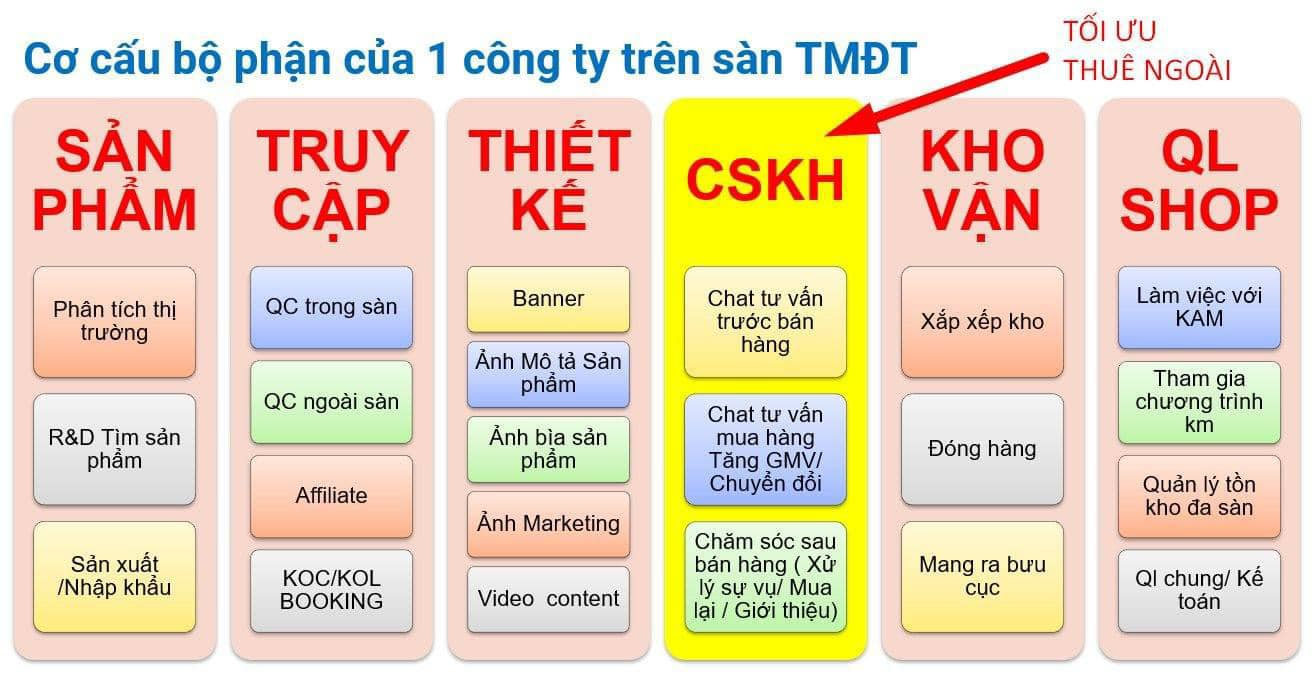 Cơ cấu bộ phận của 1 công ty trên sàn TMĐT
TỐI ƯU
THUÊ NGOÀI
SẢN
PHẨM
Phân tích thị
trường
R&D Tìm sản
phẩm
Sản xuất
/Nhập khẩu
TRUY
CẬP
QC trong sàn
QC ngoài sàn
Affiliate
KOC/KOL
BOOKING
THIẾT
KẾ
Banner
Ảnh Mô tả Sản
phẩm
Ảnh bìa sản
phẩm
Ảnh Marketing
Video content
CSKH
Chat tư vấn
trước bán
hàng
Chat tư vấn
mua hàng
Tăng GMV/
Chuyển đổi
Chăm sóc sau
bán hàng ( Xử
lý sự vụ/ Mua
lại / Giới thiệu)
KHO
VẬN
Xắp xếp kho
Đóng hàng
Mang ra bưu
cục
QL
SHOP
Làm việc với
KAM
Tham gia
chương trình
km
Quản lý tồn
kho đa sàn
Ql chung/ Kế
toán